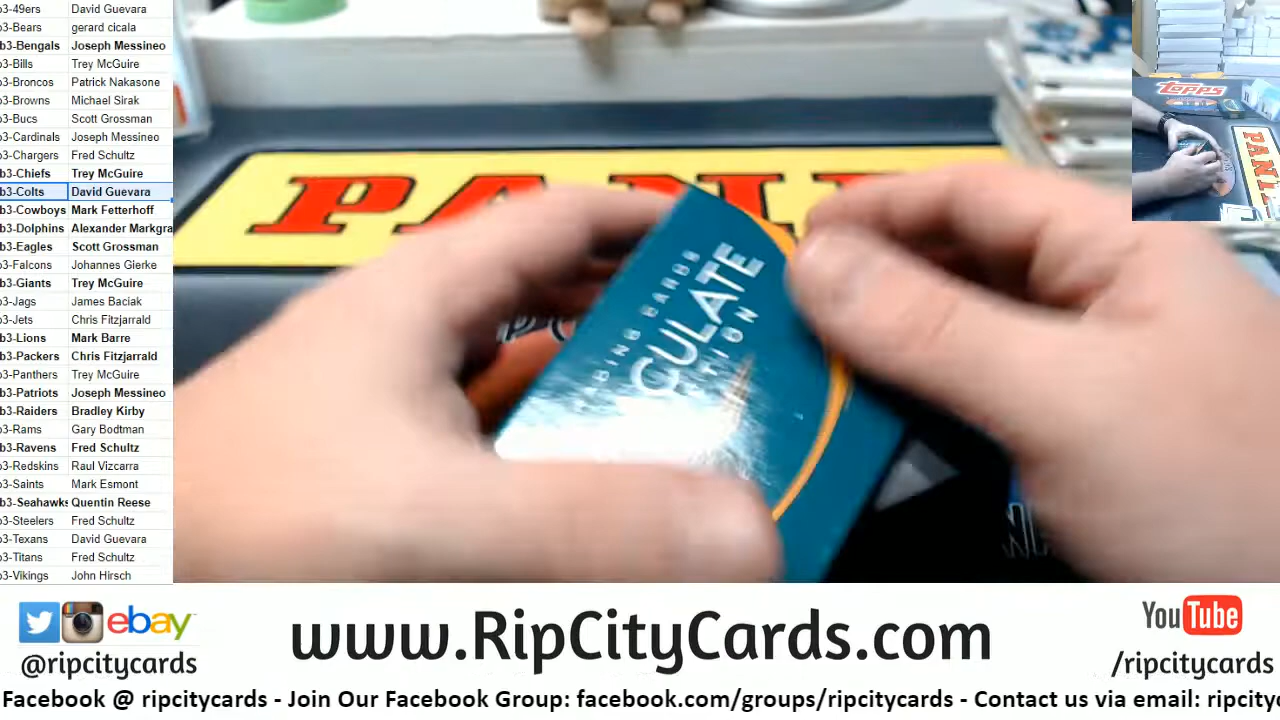 b3-49ers David Guevara
b3-Bears gerard cicala
b3-Bengals Joseph Messineo
b3-Bills Trey McGuire
b3-Broncos Patrick Nakasone
b3-Browns Michael Sirak
b3-Bucs Scott Grossman
b3-Cardinals Joseph Messineo
b3-Chargers Fred Schultz
b3-Chiefs Trey McGuire
b3-Colts David Guevara
b3-Cowboys Mark Fetterhoff
b3-Dolphins Alexander Markgra
b3-Eagles Scott Grossman
b3-Falcons Johannes Gierke
b3-Giants Trey McGuire
b3-Jags James Baciak
b3-Jets Chris Fitzjarrald
b3-Lions Mark Barre
b3-Packers Chris Fitzjarrald
b3-Panthers Trey McGuire
b3-Patriots Joseph Messineo
b3-Raiders Bradley Kirby
b3-Rams Gary Bodtman
b3-Ravens Fred Schultz
b3-Redskins Raul Vizcarra
b3-Saints Mark Esmont
b3-Seahawks Quentin Reese
b3-Steelers Fred Schultz
b3-Texans David Guevara
b3-Titans Fred Schultz
b3-Vikings John Hirsch
PANI
CULATE
Topps
PANI
ebay
@ripcitycards
www.RipCityCards.com
YouTube
/ripcitycards
Facebook @ ripcitycards - Join Our Facebook Group: facebook.com/groups/ripcitycards - Contact us via email: ripcity